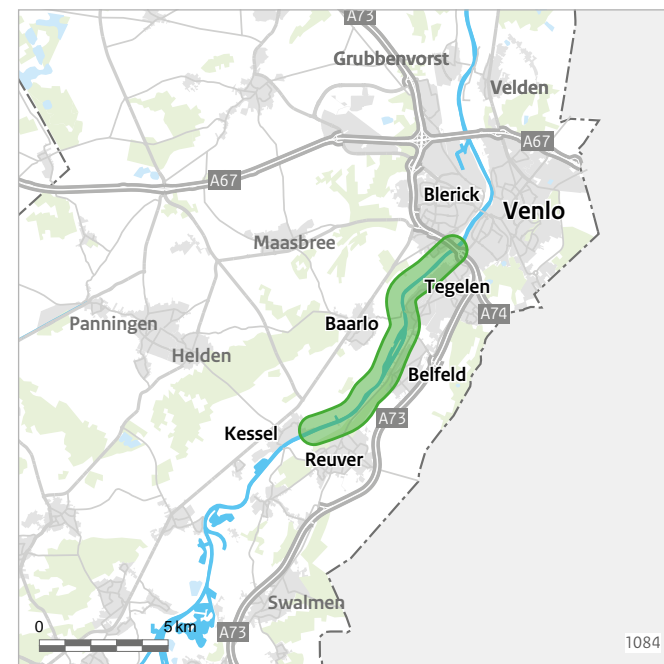 A73
Grubbenvorst
Velden
A67
A67
Blerick
Venlo
Maasbree
Tegelen
A74
Panningen
Baarlo
Helden
Belfeld
A73
Kessel
Reuver
Swalmen
0 5 km
A73
1084